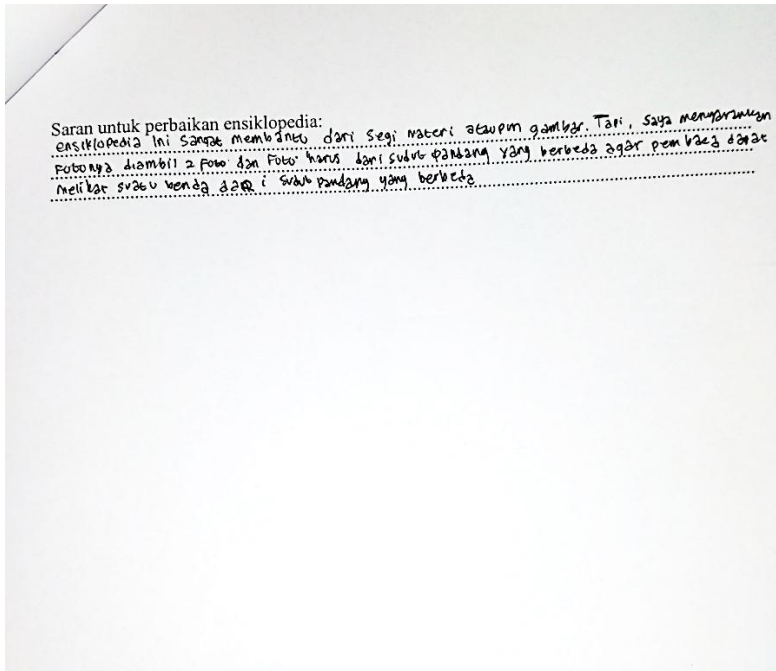 Saran untuk perbaikan ensiklopedia:
ensiklopedia ini sangat membantu dari segi materi ataupun gambar. Tapi, saya menyarankan
fotonya diambil 2 foto dan foto harus dari sudut pandang yang berbeda agar pembaca dapat
melihat suatu benda dari sudut pandang yang berbeda